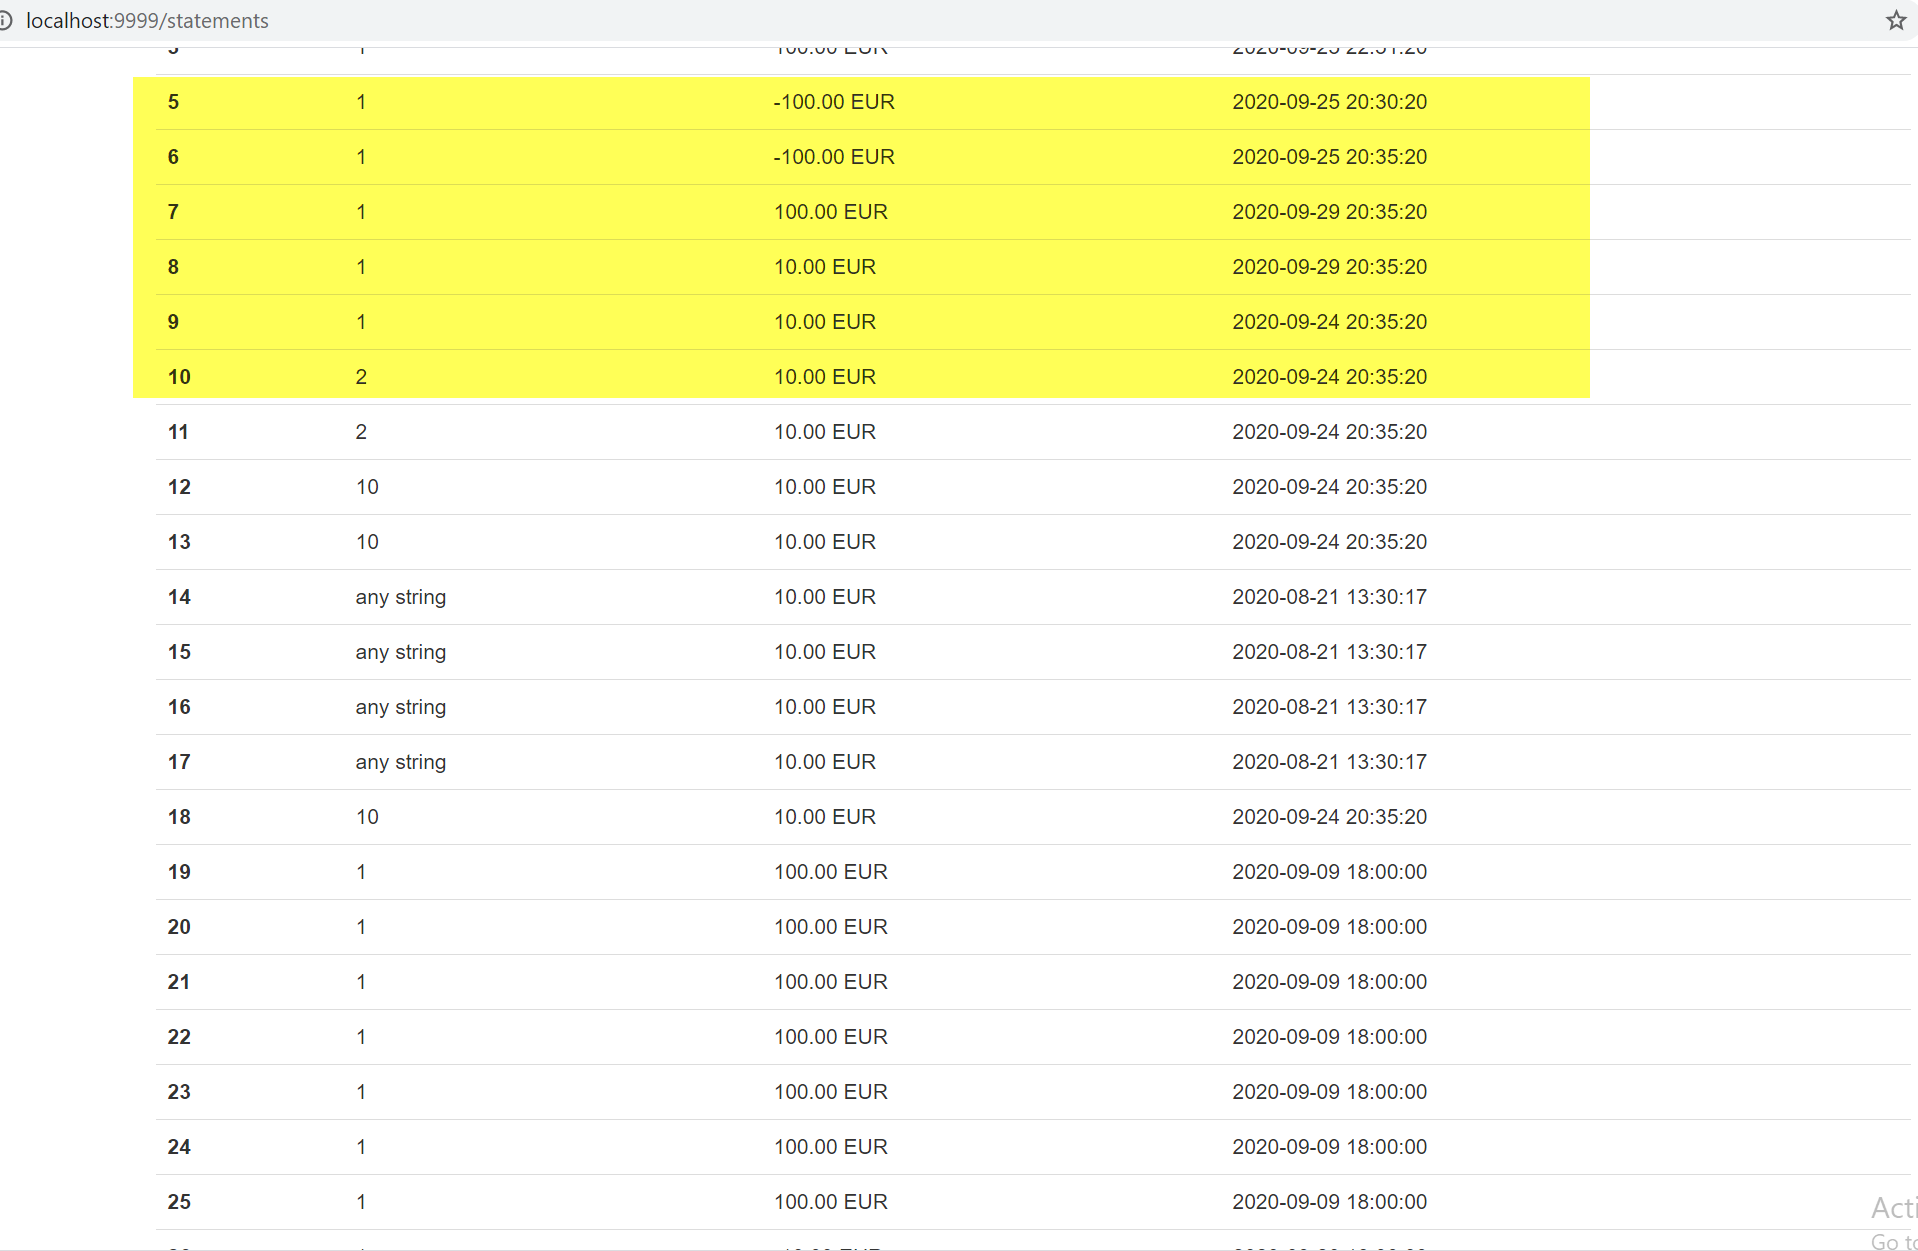 localhost:9999/statements
5 1 -100.00 EUR 2020-09-25 20:30:20
6 1 -100.00 EUR 2020-09-25 20:35:20
7 1 100.00 EUR 2020-09-29 20:35:20
8 1 10.00 EUR 2020-09-29 20:35:20
9 1 10.00 EUR 2020-09-24 20:35:20
10 2 10.00 EUR 2020-09-24 20:35:20
11 2 10.00 EUR 2020-09-24 20:35:20
12 10 10.00 EUR 2020-09-24 20:35:20
13 10 10.00 EUR 2020-09-24 20:35:20
14 any string 10.00 EUR 2020-08-21 13:30:17
15 any string 10.00 EUR 2020-08-21 13:30:17
16 any string 10.00 EUR 2020-08-21 13:30:17
17 any string 10.00 EUR 2020-08-21 13:30:17
18 10 10.00 EUR 2020-09-24 20:35:20
19 1 100.00 EUR 2020-09-09 18:00:00
20 1 100.00 EUR 2020-09-09 18:00:00
21 1 100.00 EUR 2020-09-09 18:00:00
22 1 100.00 EUR 2020-09-09 18:00:00
23 1 100.00 EUR 2020-09-09 18:00:00
24 1 100.00 EUR 2020-09-09 18:00:00
25 1 100.00 EUR 2020-09-09 18:00:00
Acti
Go to